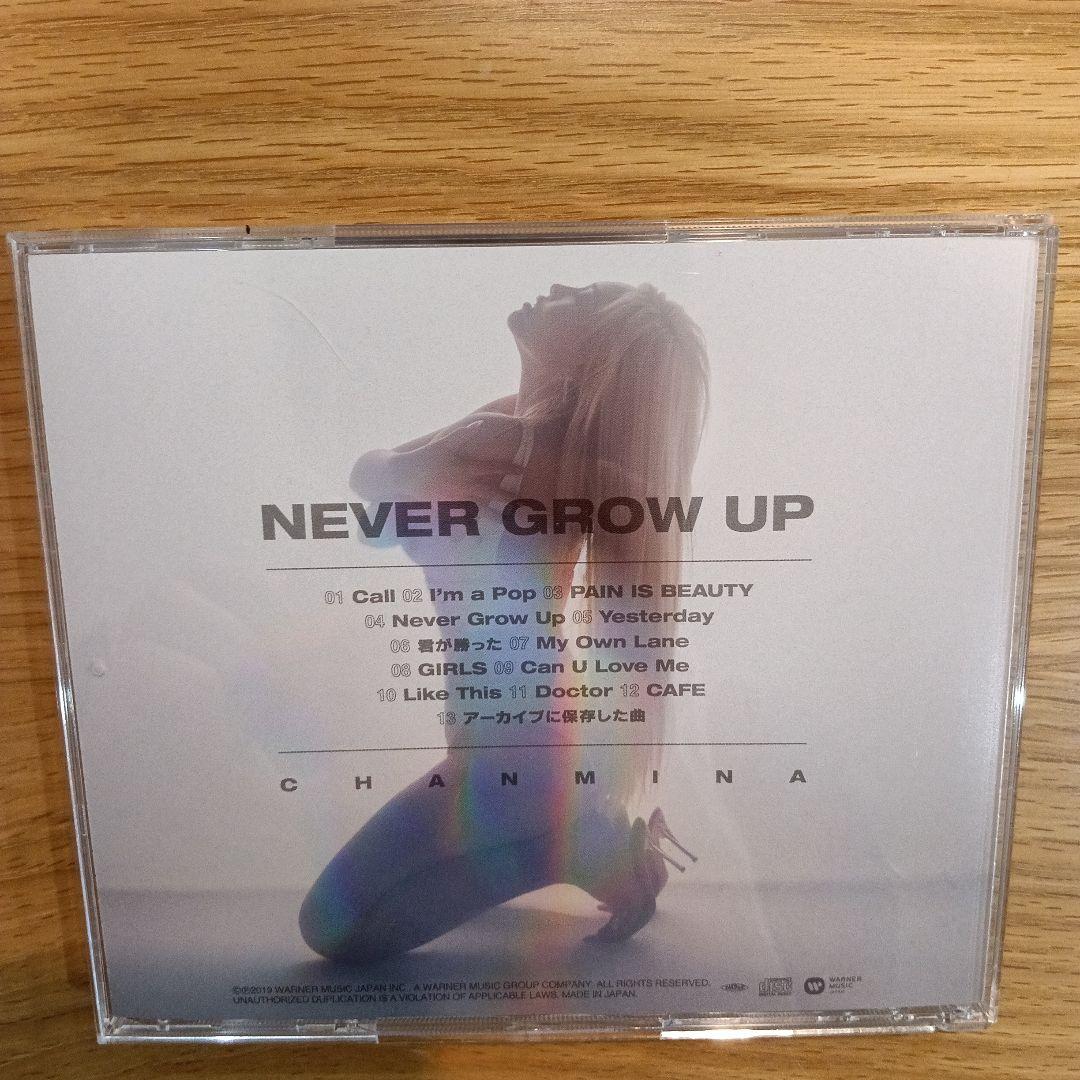 NEVER GROW UP
01 Call 02 I'm a Pop 03 PAIN IS BEAUTY
04 Never Grow Up 05 Yesterday
06 君が勝った 07 My Own Lane
08 GIRLS 09 Can U Love Me
10 Like This 11 Doctor 12 CAFE
13 アーカイブに保存した曲
CHANMINA
©℗2019 WARNER MUSIC JAPAN INC., A WARNER MUSIC GROUP COMPANY. ALL RIGHTS RESERVED.
UNAUTHORIZED DUPLICATION IS A VIOLATION OF APPLICABLE LAWS. MADE IN JAPAN.
WARNER
MUSIC
JAPAN